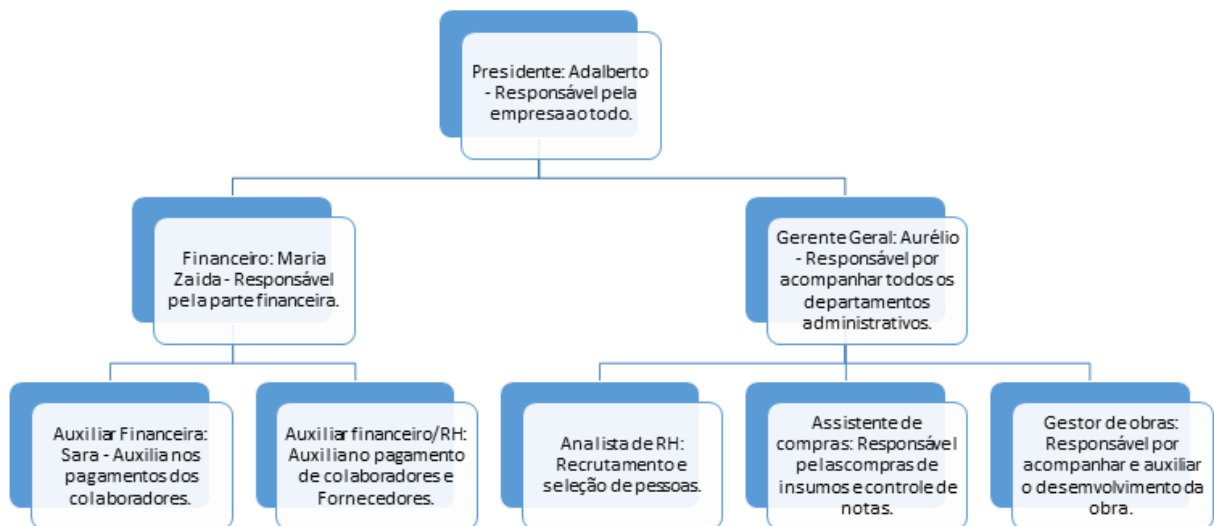 Presidente: Adalberto
- Responsável pela
empresa ao todo.
Financeiro: Maria
Zaida - Responsável
pela parte financeira.
Gerente Geral: Aurélio
- Responsável por
acompanhar todos os
departamentos
administrativos.
Auxiliar Financeira:
Sara - Auxilia nos
pagamentos dos
colaboradores.
Auxiliar financeiro/RH:
Auxilia no pagamento
de colaboradores e
Fornecedores.
Analista de RH:
Recrutamento e
seleção de pessoas.
Assistente de
compras: Responsável
pelas compras de
insumos e controle de
notas.
Gestor de obras:
Responsável por
acompanhar e auxiliar
o desemvolvimento da
obra.